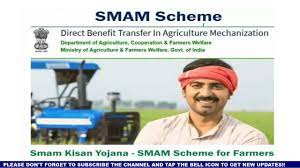 SMAM Scheme
Direct Benefit Transfer In Agriculture Mechanization
Department of Agriculture, Cooperation & Farmers Welfare
Ministry of Agriculture & Farmers Welfare, Govt. of India
Smam Kisan Yojana - SMAM Scheme for Farmers
PLEASE DON'T FORGET TO SUBSCRIBE THE CHANNEL AND TAP THE BELL ICON TO GET NEW UPDATES!!!